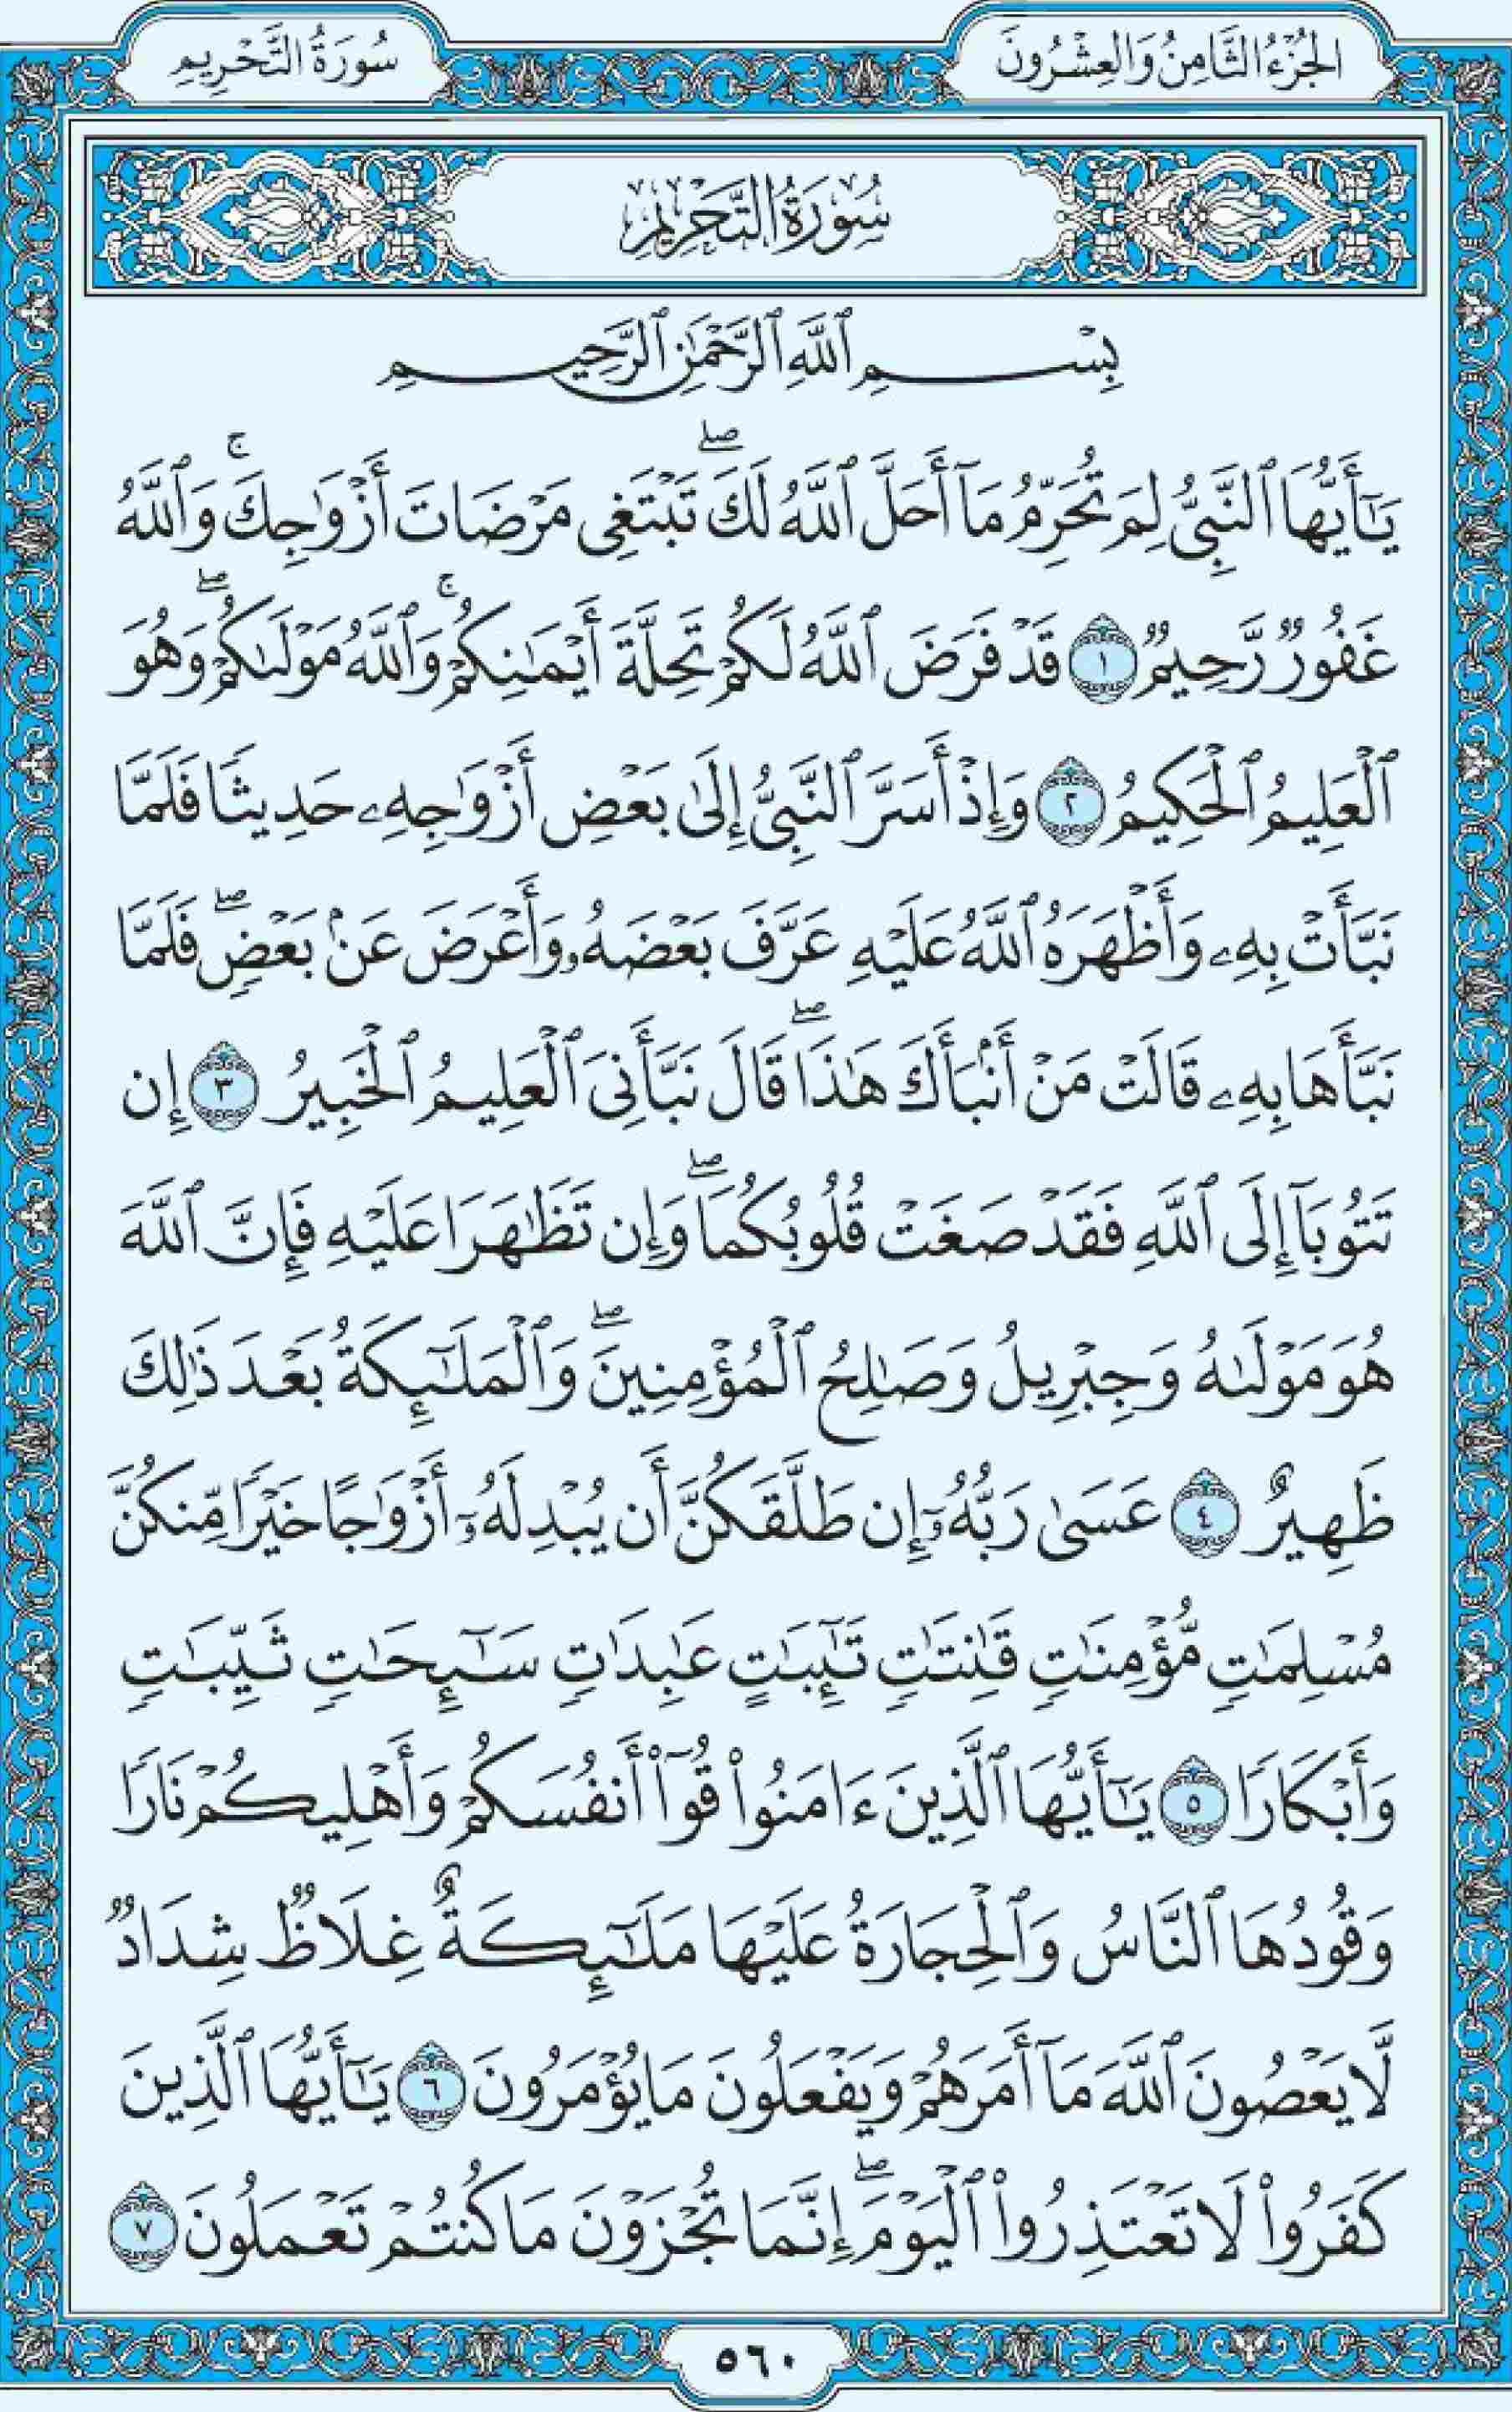 الجُزْءُ الثَّامِنُ وَالعِشْرُونَ
سُورَةُ التَّحْرِيمِ
سُورَةُ التَّحْرِيمِ
بِسْمِ ٱللَّهِ ٱلرَّحْمَٰنِ ٱلرَّحِيمِ
يَٰٓأَيُّهَا ٱلنَّبِيُّ لِمَ تُحَرِّمُ مَآ أَحَلَّ ٱللَّهُ لَكَۖ تَبْتَغِى مَرْضَاتَ أَزْوَٰجِكَۚ وَٱللَّهُ
غَفُورٌ رَّحِيمٌ ١ قَدْ فَرَضَ ٱللَّهُ لَكُمْ تَحِلَّةَ أَيْمَٰنِكُمْۚ وَٱللَّهُ مَوْلَىٰكُمْۖ وَهُوَ
ٱلْعَلِيمُ ٱلْحَكِيمُ ٢ وَإِذْ أَسَرَّ ٱلنَّبِيُّ إِلَىٰ بَعْضِ أَزْوَٰجِهِۦ حَدِيثًا فَلَمَّا
نَبَّأَتْ بِهِۦ وَأَظْهَرَهُ ٱللَّهُ عَلَيْهِ عَرَّفَ بَعْضَهُۥ وَأَعْرَضَ عَنۢ بَعْضٍۖ فَلَمَّا
نَبَّأَهَا بِهِۦ قَالَتْ مَنْ أَنۢبَأَكَ هَٰذَاۖ قَالَ نَبَّأَنِىَ ٱلْعَلِيمُ ٱلْخَبِيرُ ٣ إِن
تَتُوبَآ إِلَى ٱللَّهِ فَقَدْ صَغَتْ قُلُوبُكُمَاۖ وَإِن تَظَٰهَرَا عَلَيْهِ فَإِنَّ ٱللَّهَ
هُوَ مَوْلَىٰهُ وَجِبْرِيلُ وَصَٰلِحُ ٱلْمُؤْمِنِينَۖ وَٱلْمَلَٰٓئِكَةُ بَعْدَ ذَٰلِكَ
ظَهِيرٌ ٤ عَسَىٰ رَبُّهُۥٓ إِن طَلَّقَكُنَّ أَن يُبْدِلَهُۥٓ أَزْوَٰجًا خَيْرًا مِّنكُنَّ
مُسْلِمَٰتٍ مُّؤْمِنَٰتٍ قَٰنِتَٰتٍ تَٰٓئِبَٰتٍ عَٰبِدَٰتٍ سَٰٓئِحَٰتٍ ثَيِّبَٰتٍ
وَأَبْكَارًا ٥ يَٰٓأَيُّهَا ٱلَّذِينَ ءَامَنُوا۟ قُوٓا۟ أَنفُسَكُمْ وَأَهْلِيكُمْ نَارًا
وَقُودُهَا ٱلنَّاسُ وَٱلْحِجَارَةُ عَلَيْهَا مَلَٰٓئِكَةٌ غِلَاظٌ شِدَادٌ
لَّا يَعْصُونَ ٱللَّهَ مَآ أَمَرَهُمْ وَيَفْعَلُونَ مَا يُؤْمَرُونَ ٦ يَٰٓأَيُّهَا ٱلَّذِينَ
كَفَرُوا۟ لَا تَعْتَذِرُوا۟ ٱلْيَوْمَۖ إِنَّمَا تُجْزَوْنَ مَا كُنتُمْ تَعْمَلُونَ ٧
٥٦٠